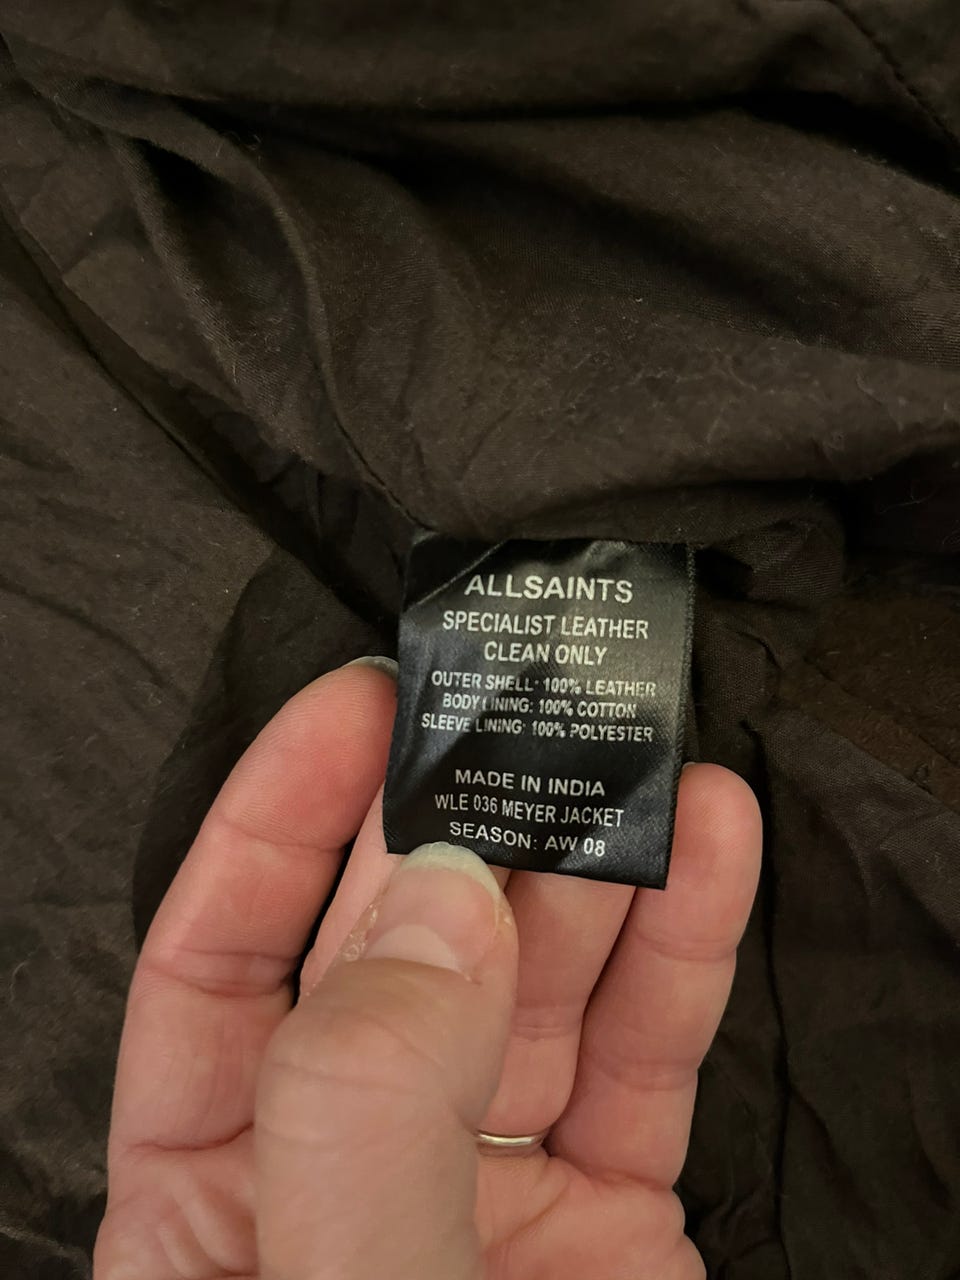 ALLSAINTS
SPECIALIST LEATHER
CLEAN ONLY
OUTER SHELL: 100% LEATHER
BODY LINING: 100% COTTON
SLEEVE LINING: 100% POLYESTER
MADE IN INDIA
WLE 036 MEYER JACKET
SEASON: AW 08